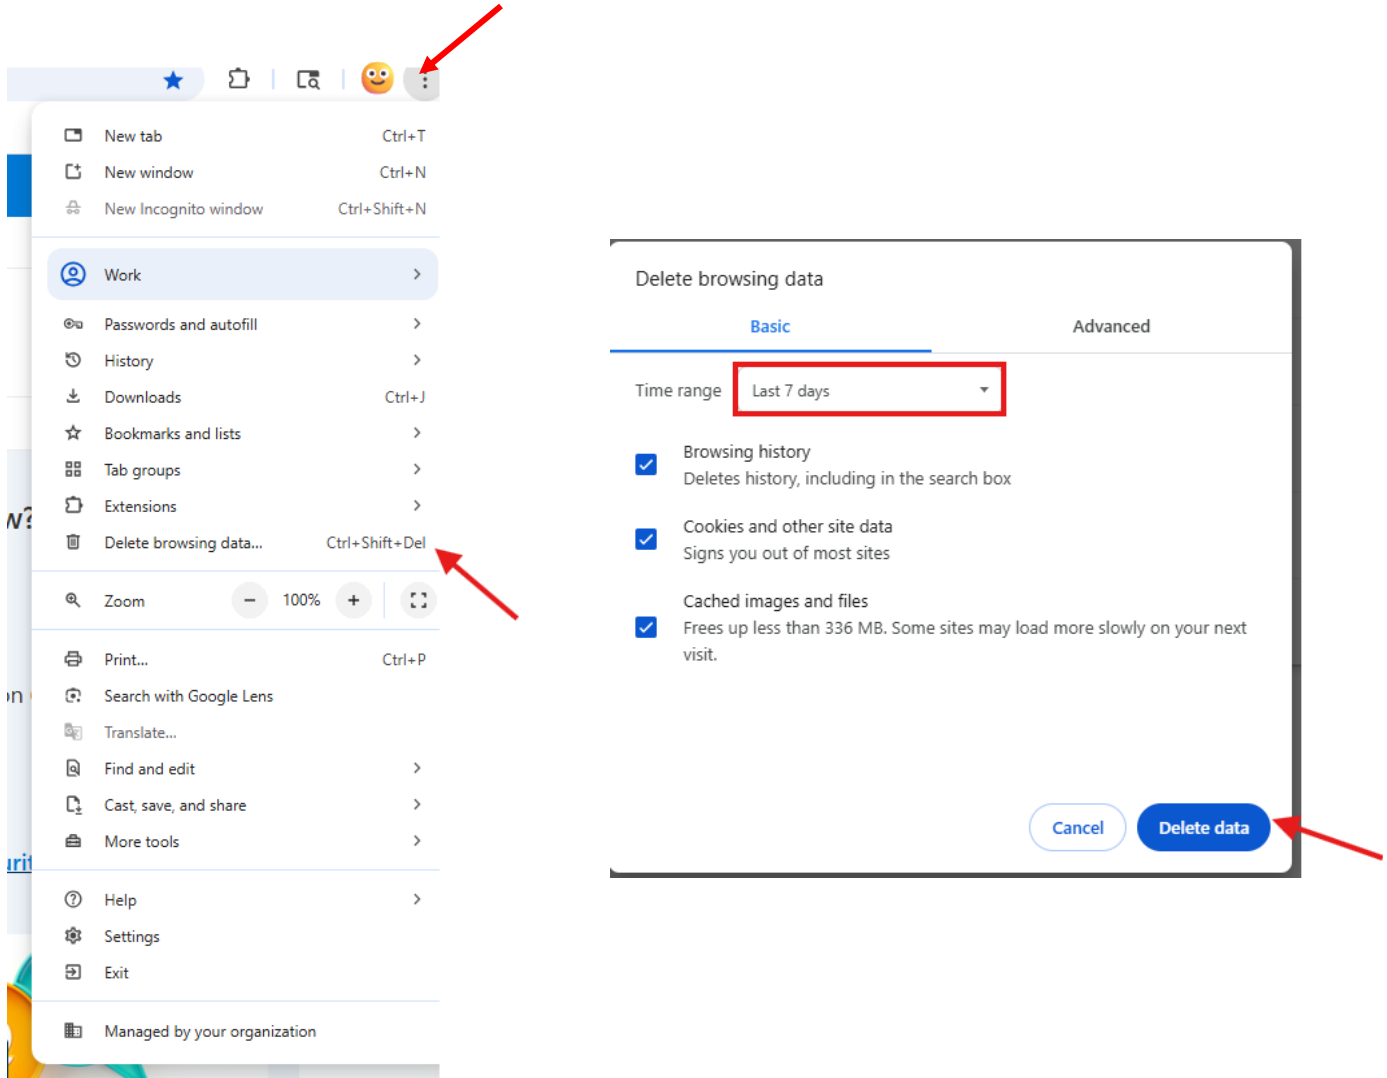 New tab Ctrl+T
New window Ctrl+N
New Incognito window Ctrl+Shift+N
Work
Passwords and autofill
History
Downloads Ctrl+J
Bookmarks and lists
Tab groups
Extensions
Delete browsing data... Ctrl+Shift+Del
Zoom − 100% +
Print... Ctrl+P
Search with Google Lens
Translate...
Find and edit
Cast, save, and share
More tools
Help
Settings
Exit
Managed by your organization
w?
on
urit
Delete browsing data
Basic Advanced
Time range Last 7 days
Browsing history
Deletes history, including in the search box
Cookies and other site data
Signs you out of most sites
Cached images and files
Frees up less than 336 MB. Some sites may load more slowly on your next
visit.
Cancel Delete data